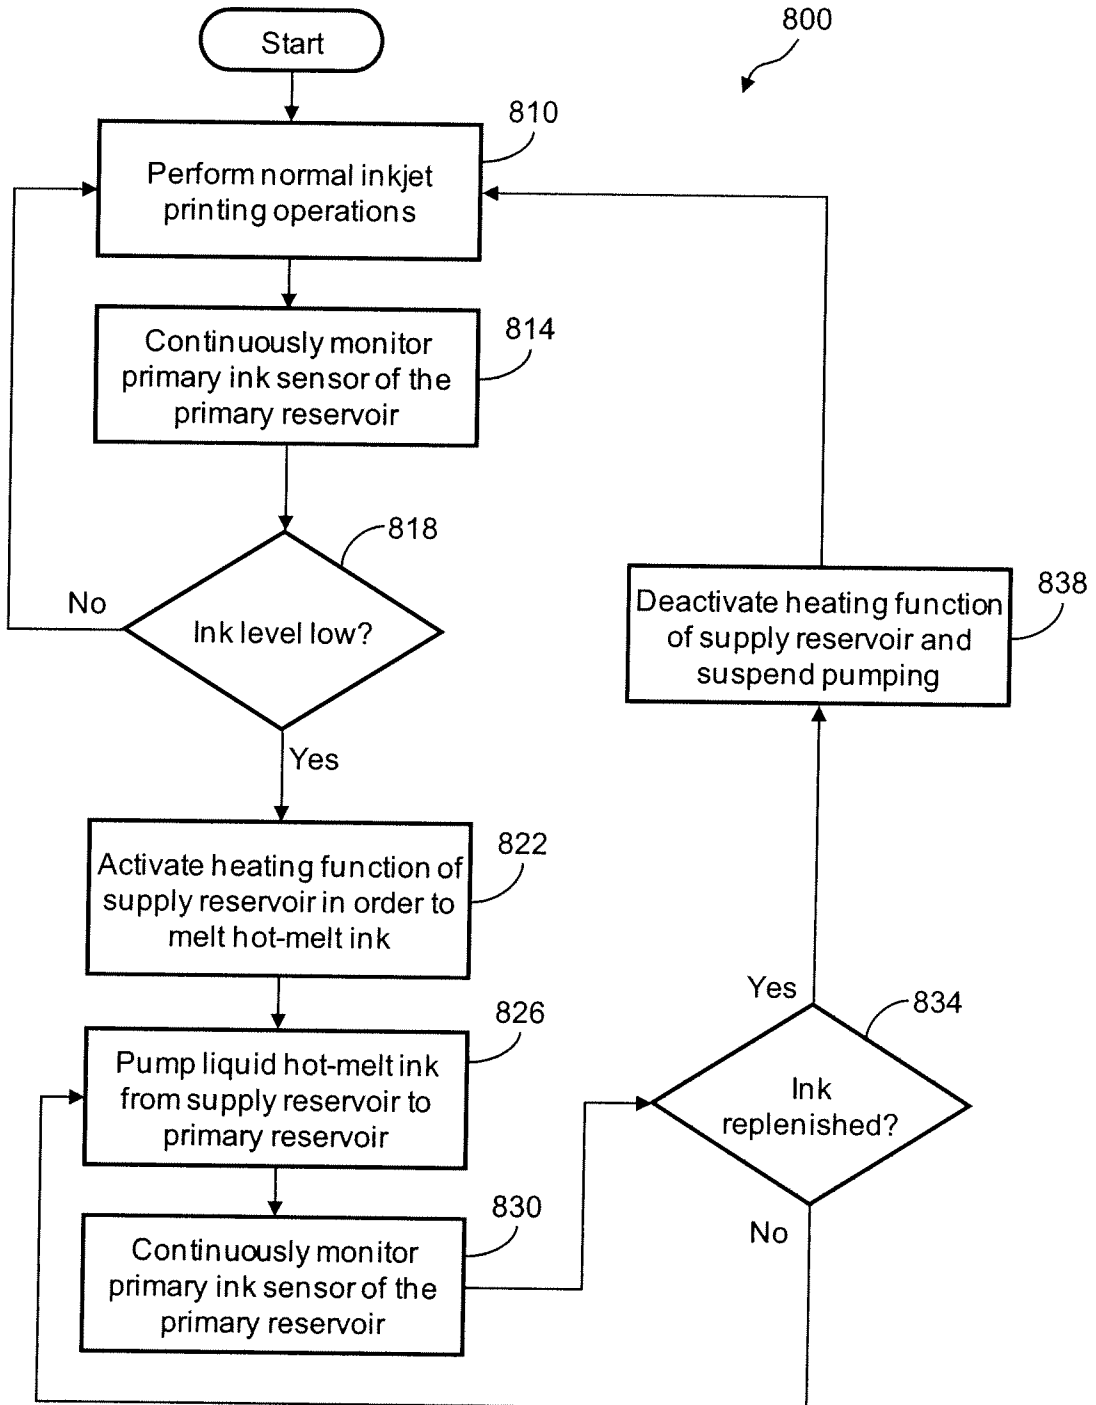 Start
800
810
Perform normal inkjet
printing operations
814
Continuously monitor
primary ink sensor of the
primary reservoir
818
Ink level low?
No
Yes
822
Activate heating function of
supply reservoir in order to
melt hot-melt ink
826
Pump liquid hot-melt ink
from supply reservoir to
primary reservoir
830
Continuously monitor
primary ink sensor of the
primary reservoir
834
Ink
replenished?
Yes
No
838
Deactivate heating function
of supply reservoir and
suspend pumping